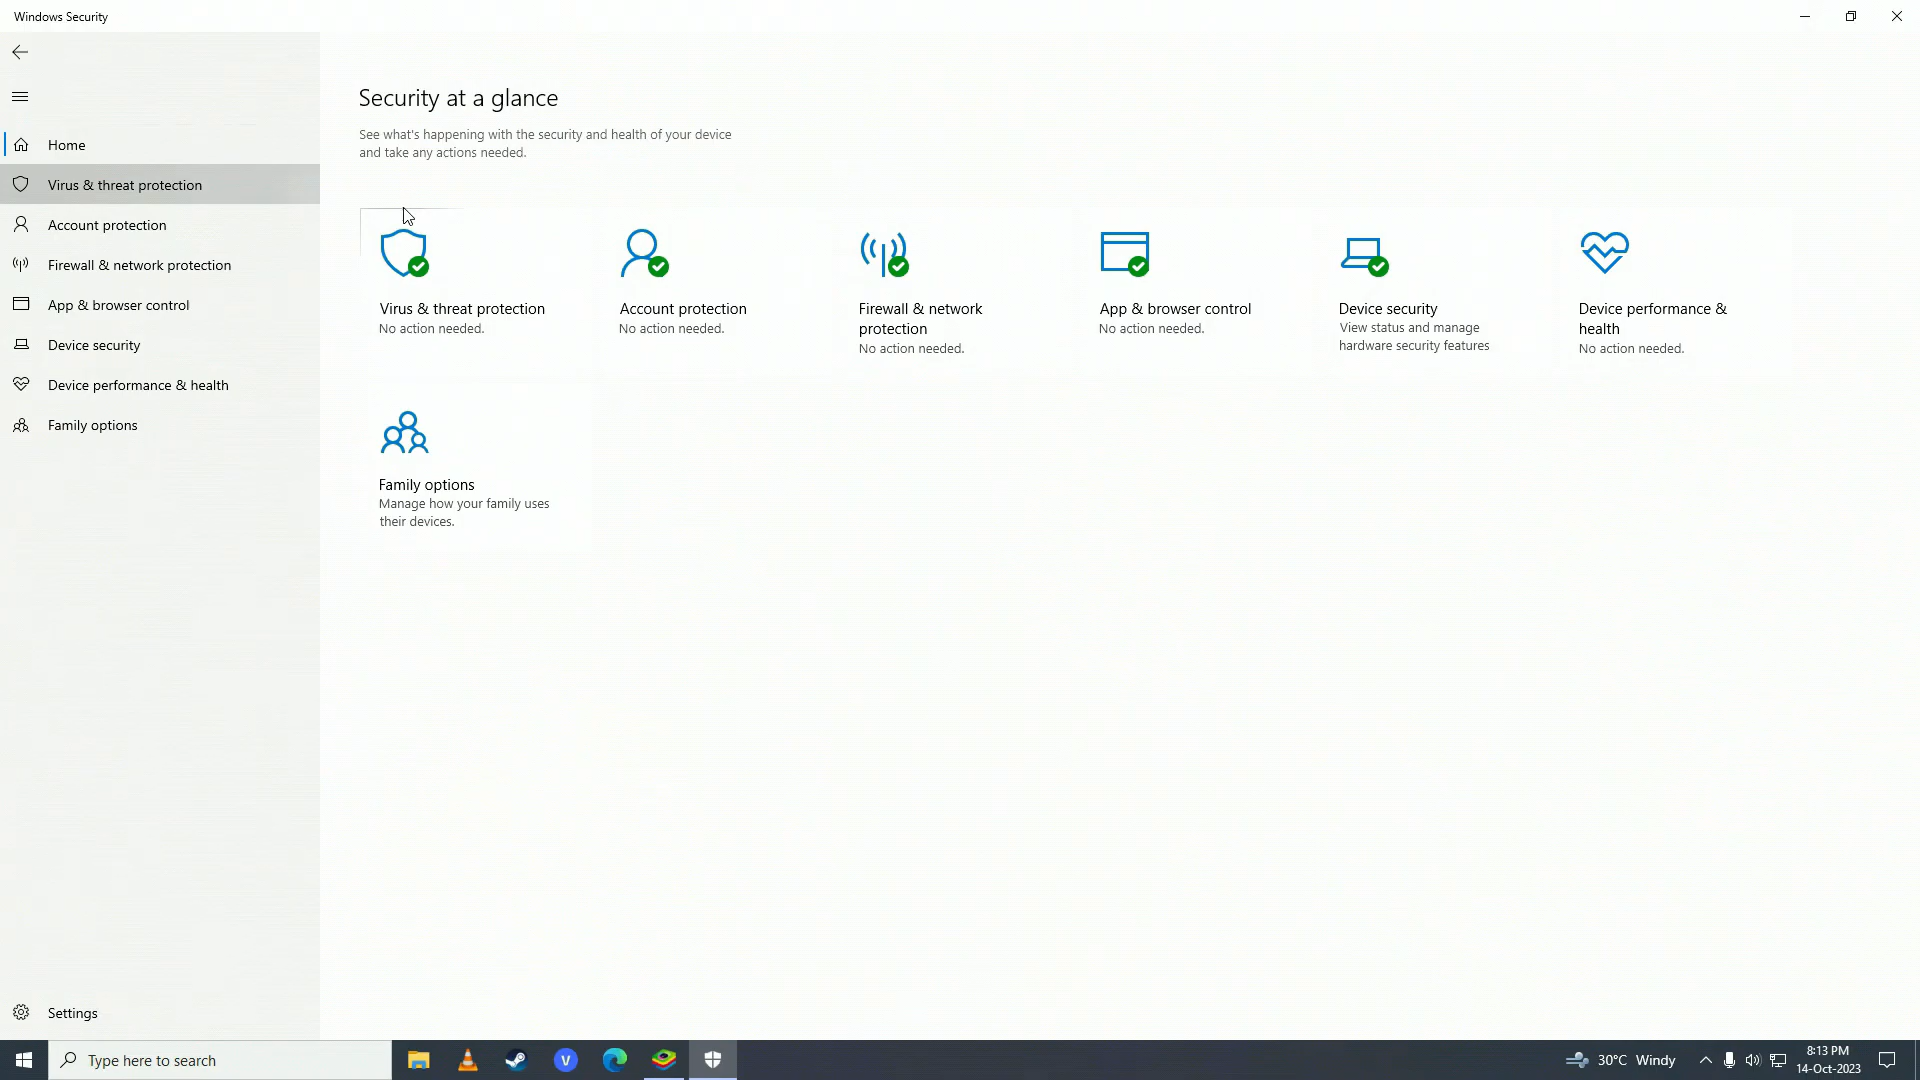 Windows Security
Home
Virus & threat protection
Account protection
Firewall & network protection
App & browser control
Device security
Device performance & health
Family options
Settings
Security at a glance
See what's happening with the security and health of your device
and take any actions needed.
Virus & threat protection
No action needed.
Account protection
No action needed.
Firewall & network
protection
No action needed.
App & browser control
No action needed.
Device security
View status and manage
hardware security features
Device performance &
health
No action needed.
Family options
Manage how your family uses
their devices.
Type here to search
V
30°C Windy
8:13 PM
14-Oct-2023